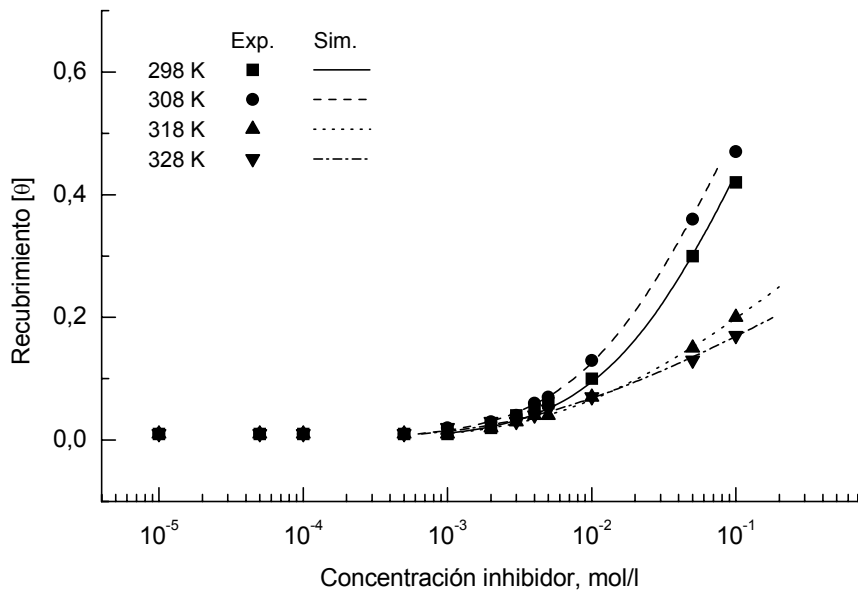 Exp. Sim.
298 K
308 K
318 K
328 K
0,6
0,4
0,2
0,0
Recubrimiento [θ]
10⁻⁵ 10⁻⁴ 10⁻³ 10⁻² 10⁻¹
Concentración inhibidor, mol/l